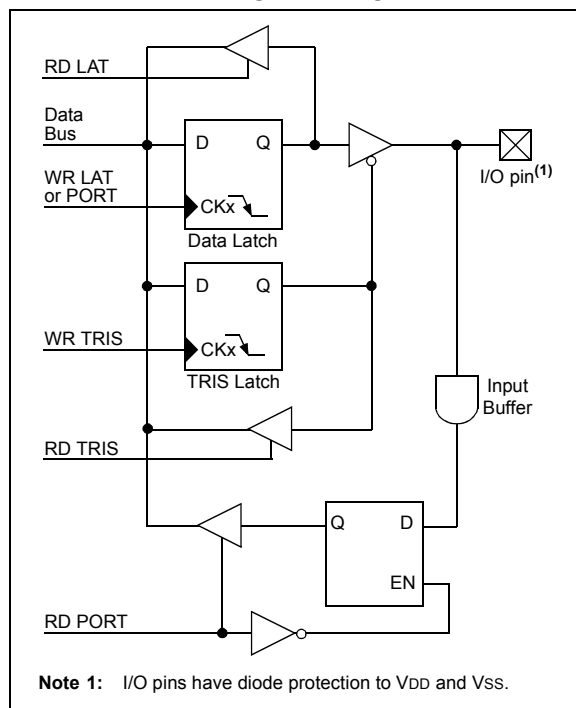 RD LAT
Data
Bus
D
Q
WR LAT
or PORT
CKx
Data Latch
I/O pin(1)
D
Q
WR TRIS
CKx
TRIS Latch
Input
Buffer
RD TRIS
Q
D
EN
RD PORT
Note 1: I/O pins have diode protection to VDD and VSS.